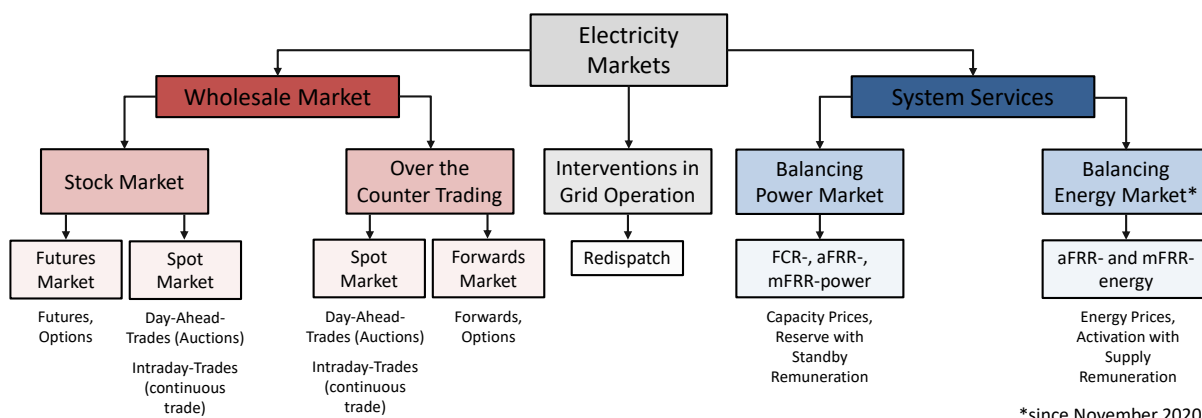 Electricity
Markets
Wholesale Market
System Services
Stock Market
Over the
Counter Trading
Interventions in
Grid Operation
Balancing
Power Market
Balancing
Energy Market*
Futures
Market
Spot
Market
Spot
Market
Forwards
Market
Redispatch
FCR-, aFRR-,
mFRR-power
aFRR- and mFRR-
energy
Futures,
Options
Day-Ahead-
Trades (Auctions)
Intraday-Trades
(continuous
trade)
Day-Ahead-
Trades (Auctions)
Intraday-Trades
(continuous
trade)
Forwards,
Options
Capacity Prices,
Reserve with
Standby
Remuneration
Energy Prices,
Activation with
Supply
Remuneration
*since November 2020